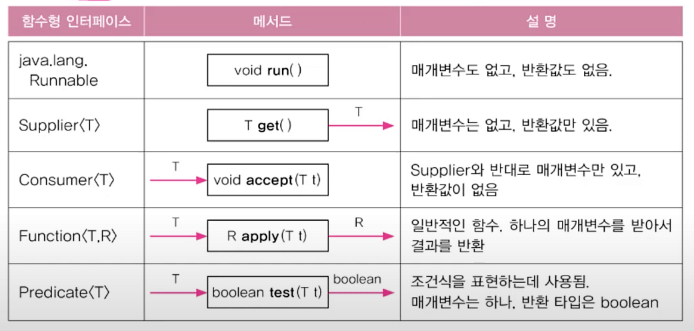 함수형 인터페이스 메서드 설 명
java.lang.
Runnable
void run( )
매개변수도 없고, 반환값도 없음.
Supplier⟨T⟩
T get( )
T
매개변수는 없고, 반환값만 있음.
Consumer⟨T⟩
T
void accept(T t)
Supplier와 반대로 매개변수만 있고,
반환값이 없음
Function⟨T,R⟩
T
R apply(T t)
R
일반적인 함수. 하나의 매개변수를 받아서
결과를 반환
Predicate⟨T⟩
T
boolean test(T t)
boolean
조건식을 표현하는데 사용됨.
매개변수는 하나, 반환 타입은 boolean